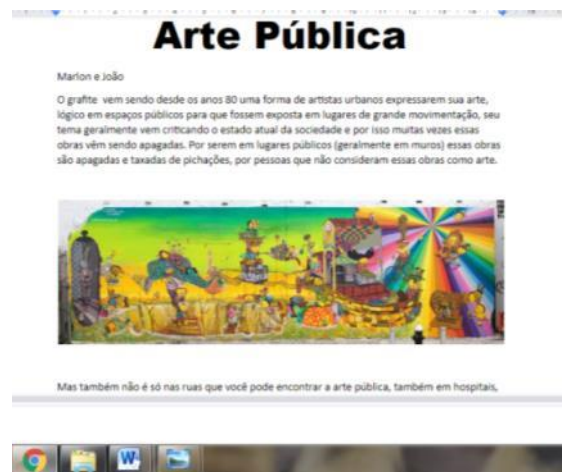 Arte Pública
Marlon e João
O grafite vem sendo desde os anos 80 uma forma de artistas urbanos expressarem sua arte,
lógico em espaços públicos para que fossem exposta em lugares de grande movimentação, seu
tema geralmente vem criticando o estado atual da sociedade e por isso muitas vezes essas
obras vêm sendo apagadas. Por serem em lugares públicos (geralmente em muros) essas obras
são apagadas e taxadas de pichações, por pessoas que não consideram essas obras como arte.
Mas também não é só nas ruas que você pode encontrar a arte pública, também em hospitais,